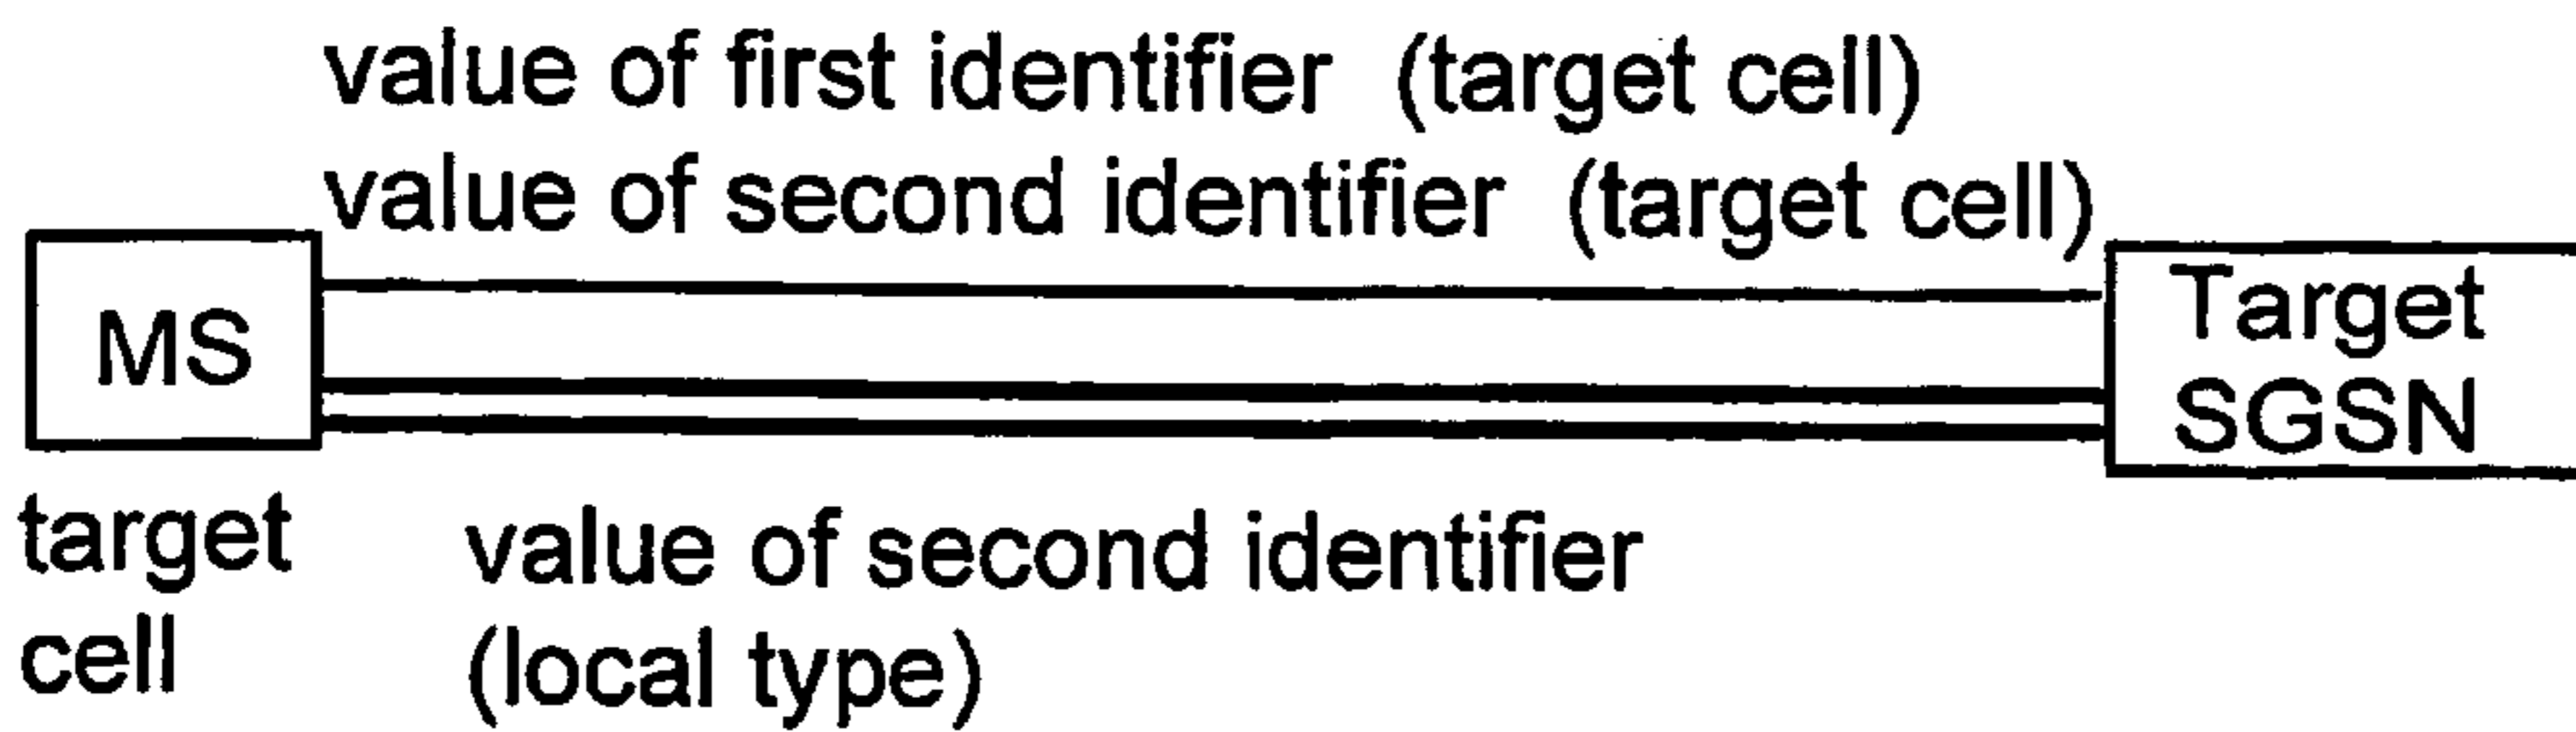 value of first identifier (target cell)
value of second identifier (target cell)
MS
Target
SGSN
target
cell
value of second identifier
(local type)